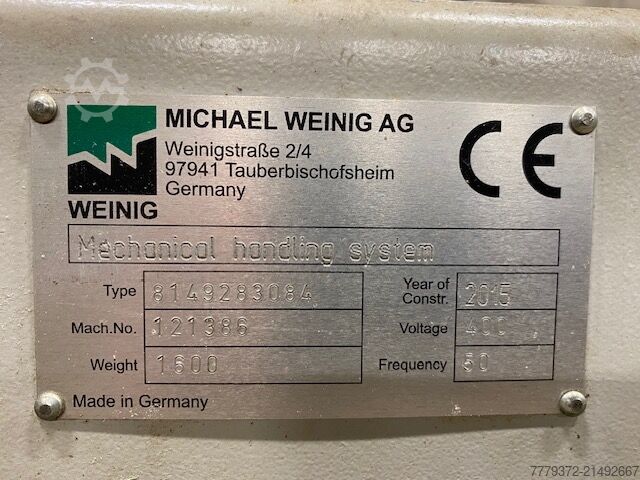 MICHAEL WEINIG AG
Weinigstraße 2/4
97941 Tauberbischofsheim
Germany
CE
WEINIG
Mechanical handling system
Type 8149283084 Year of Constr. 2015
Mach.No. 121386 Voltage 400
Weight 1600 Frequency 50
Made in Germany
7779372-21492667